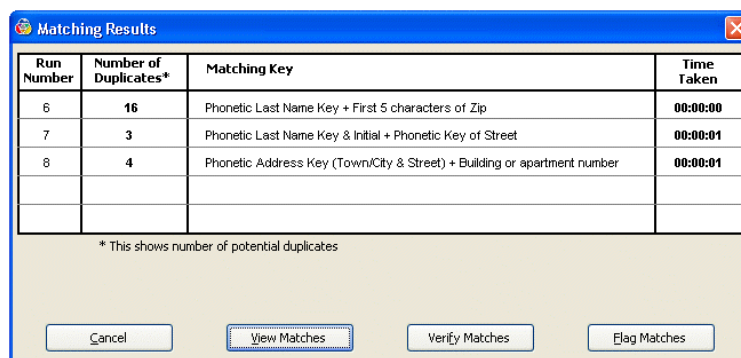 Matching Results
Run Number Number of Duplicates* Matching Key Time Taken
6 16 Phonetic Last Name Key + First 5 characters of Zip 00:00:00
7 3 Phonetic Last Name Key & Initial + Phonetic Key of Street 00:00:01
8 4 Phonetic Address Key (Town/City & Street) + Building or apartment number 00:00:01
* This shows number of potential duplicates
Cancel View Matches Verify Matches Flag Matches